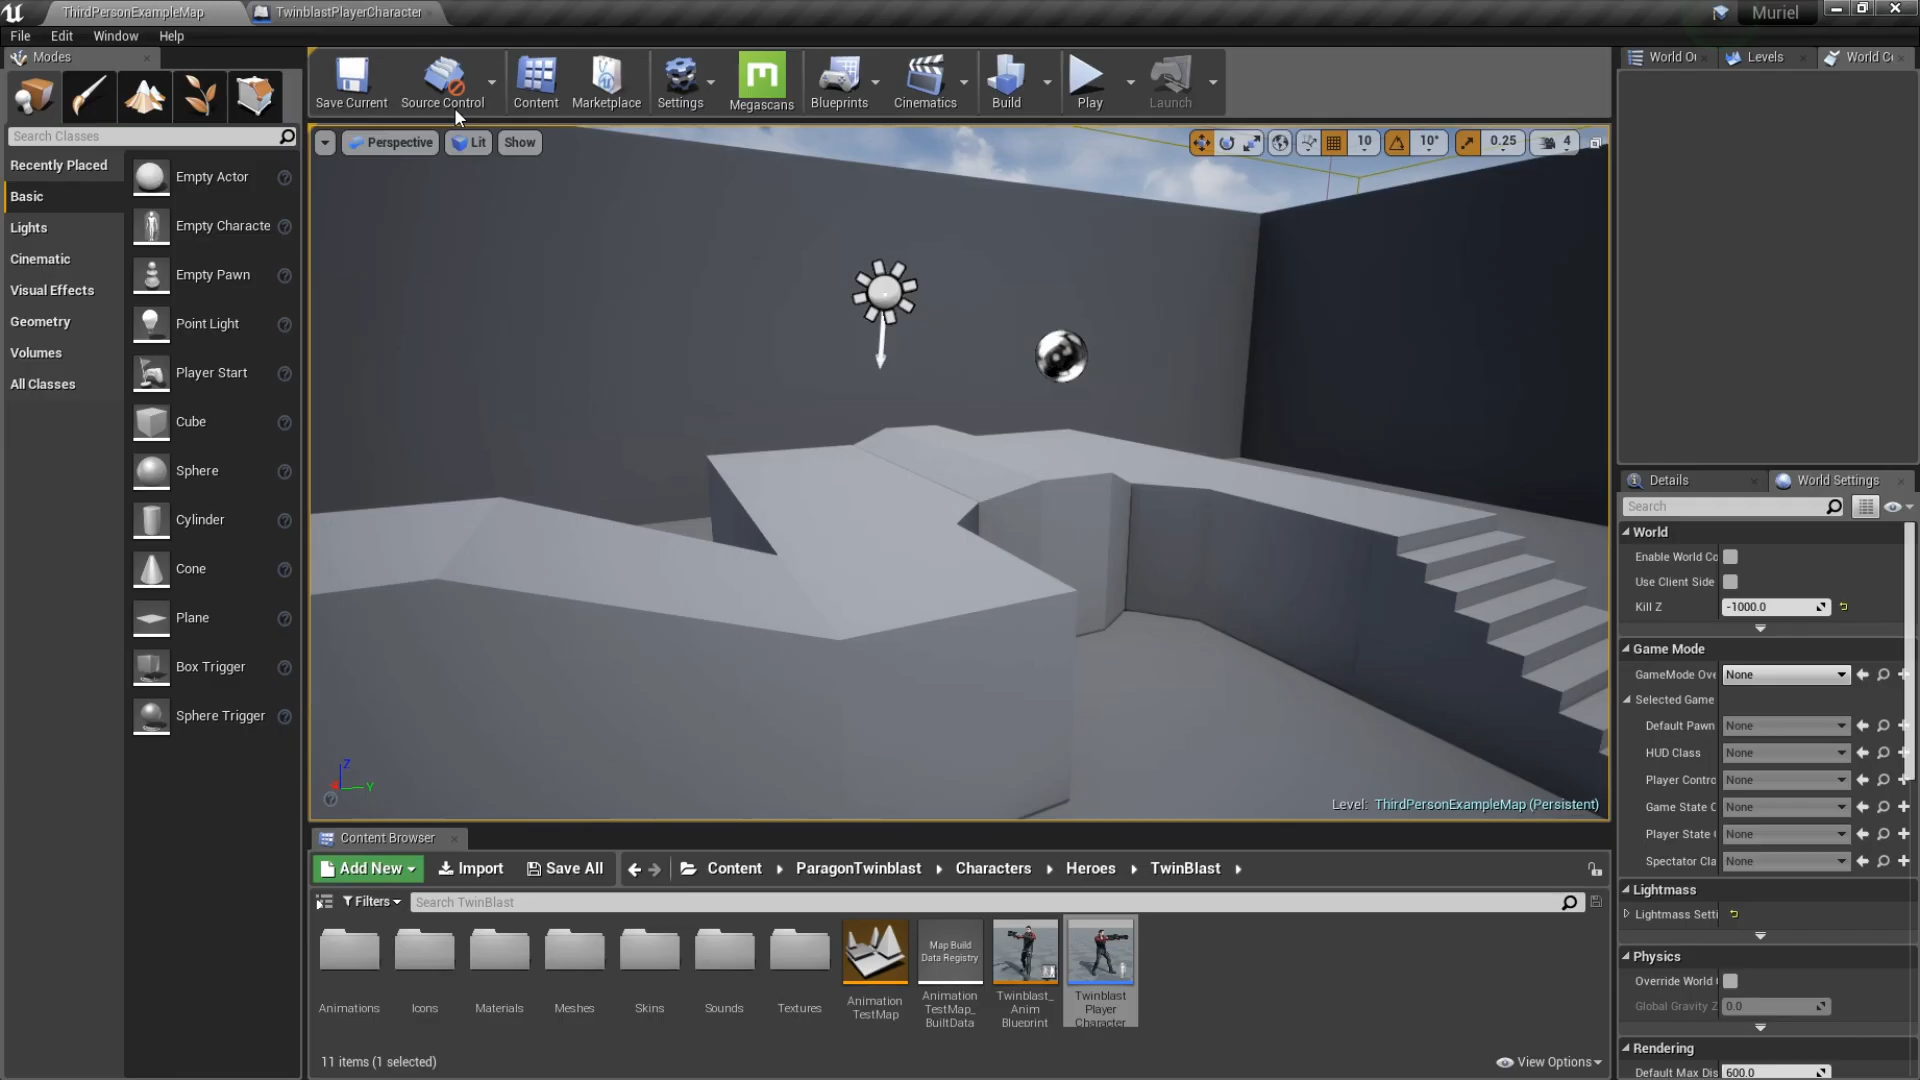 ThirdPersonExampleMap
TwinblastPlayerCharacter
Muriel
File Edit Window Help
Modes
Save Current
Source Control
Content
Marketplace
Settings
Megascans
Blueprints
Cinematics
Build
Play
Launch
World O
Levels
World C
Search Classes
Recently Placed
Basic
Lights
Cinematic
Visual Effects
Geometry
Volumes
All Classes
Empty Actor
Empty Characte
Empty Pawn
Point Light
Player Start
Cube
Sphere
Cylinder
Cone
Plane
Box Trigger
Sphere Trigger
Perspective
Lit
Show
10
10°
0.25
4
Z
Y
Level: ThirdPersonExampleMap (Persistent)
Details
World Settings
Search
World
Enable World Co
Use Client Side
Kill Z -1000.0
Game Mode
GameMode Ove None
Selected Game
Default Pawn None
HUD Class None
Player Contro None
Game State C None
Player State None
Spectator Cla None
Lightmass
Lightmass Setti
Physics
Override World
Global Gravity Z 0.0
Rendering
Default Max Dis 600.0
Content Browser
Add New
Import
Save All
Content
ParagonTwinblast
Characters
Heroes
TwinBlast
Filters
Search TwinBlast
Map Build
Data Registry
Animations
Icons
Materials
Meshes
Skins
Sounds
Textures
Animation
TestMap
Animation
TestMap_
BuiltData
Twinblast_
Anim
Blueprint
Twinblast
Player
Character
11 items (1 selected)
View Options